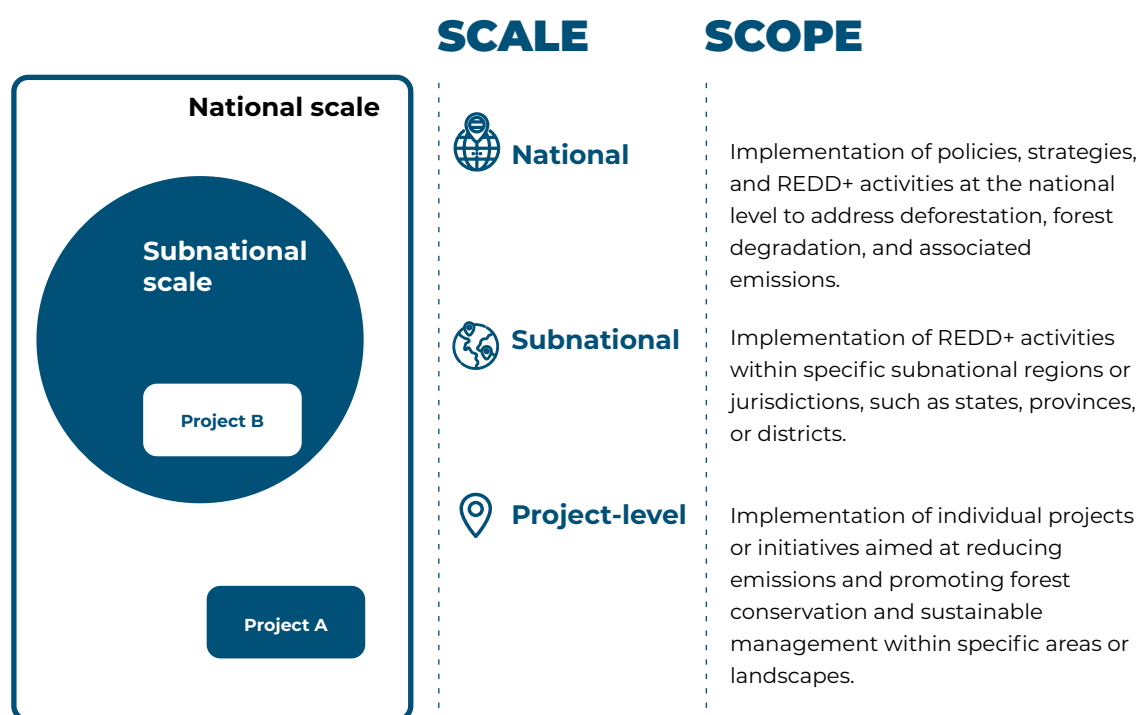 SCALE
SCOPE
National scale
Subnational
scale
Project B
Project A
National
Implementation of policies, strategies,
and REDD+ activities at the national
level to address deforestation, forest
degradation, and associated
emissions.
Subnational
Implementation of REDD+ activities
within specific subnational regions or
jurisdictions, such as states, provinces,
or districts.
Project-level
Implementation of individual projects
or initiatives aimed at reducing
emissions and promoting forest
conservation and sustainable
management within specific areas or
landscapes.